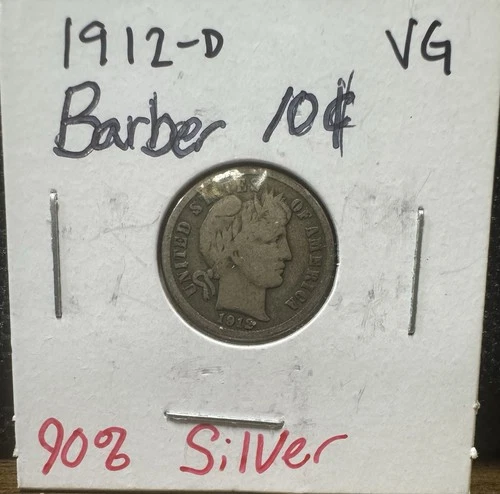 1912-D VG
Barber 10¢
UNITED STATES OF AMERICA
1912
90% Silver